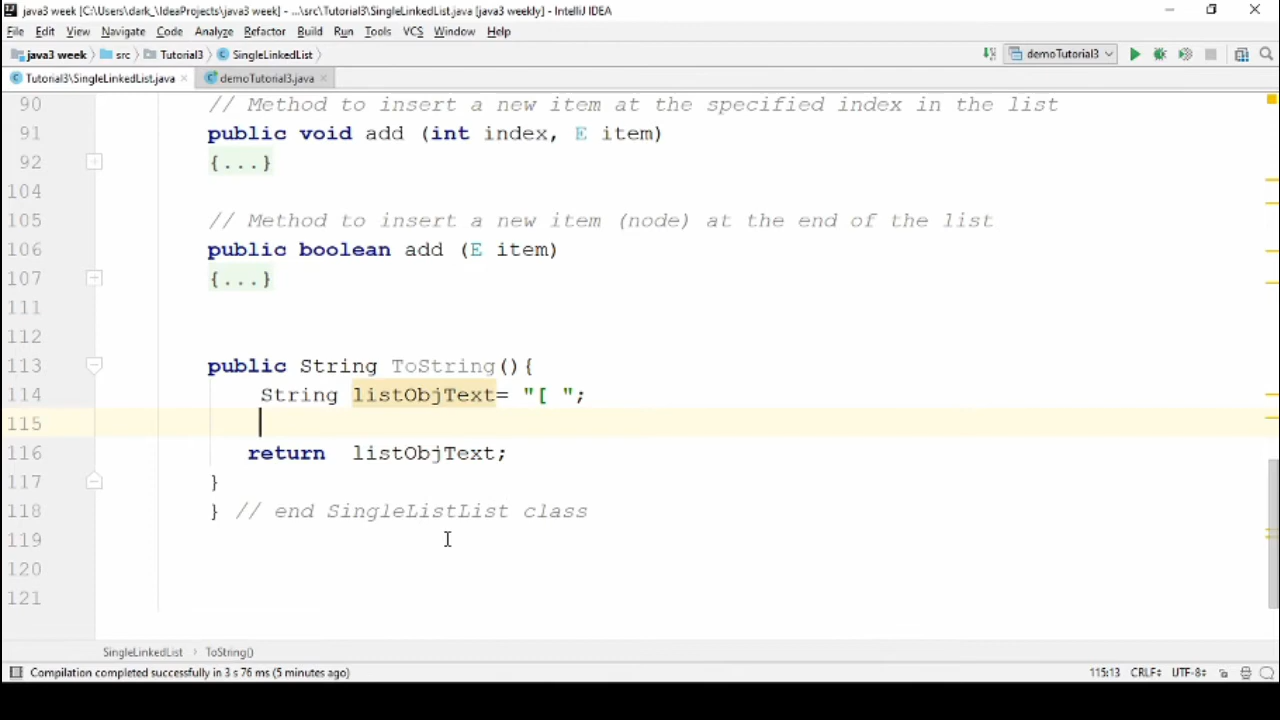 java3 week [C:\Users\dark_\IdeaProjects\java3 week] - ...\src\Tutorial3\SingleLinkedList.java [java3 weekly] - IntelliJ IDEA
File Edit View Navigate Code Analyze Refactor Build Run Tools VCS Window Help
java3 week src Tutorial3 SingleLinkedList demoTutorial3
Tutorial3\SingleLinkedList.java demoTutorial3.java
90 // Method to insert a new item at the specified index in the list
91 public void add (int index, E item)
92 {...}
104
105 // Method to insert a new item (node) at the end of the list
106 public boolean add (E item)
107 {...}
111
112
113 public String ToString(){
114 String listObjText= "[ ";
115
116 return listObjText;
117 }
118 } // end SingleListList class
119
120
121
SingleLinkedList ToString()
Compilation completed successfully in 3 s 76 ms (5 minutes ago) 115:13 CRLF UTF-8